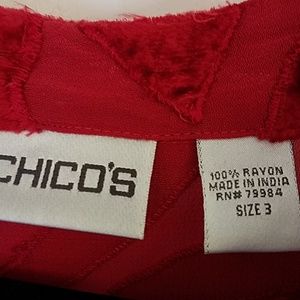 CHICO'S
100% RAYON
MADE IN INDIA
RN# 79984
SIZE 3